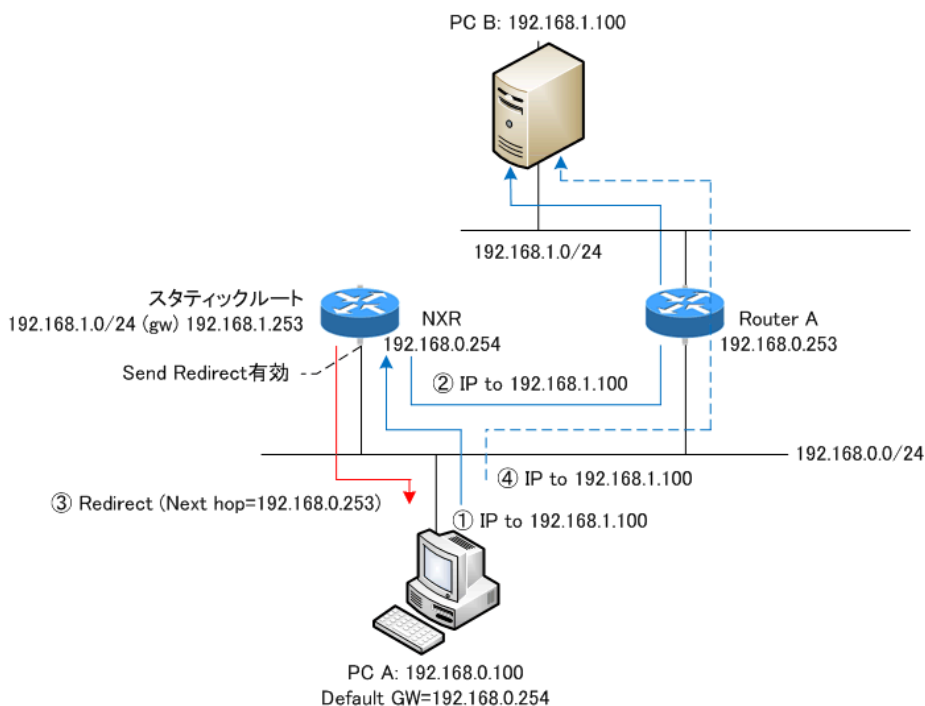 PC B: 192.168.1.100
192.168.1.0/24
スタティックルート
192.168.1.0/24 (gw) 192.168.1.253
NXR
192.168.0.254
Router A
192.168.0.253
Send Redirect有効
② IP to 192.168.1.100
192.168.0.0/24
③ Redirect (Next hop=192.168.0.253)
④ IP to 192.168.1.100
① IP to 192.168.1.100
PC A: 192.168.0.100
Default GW=192.168.0.254